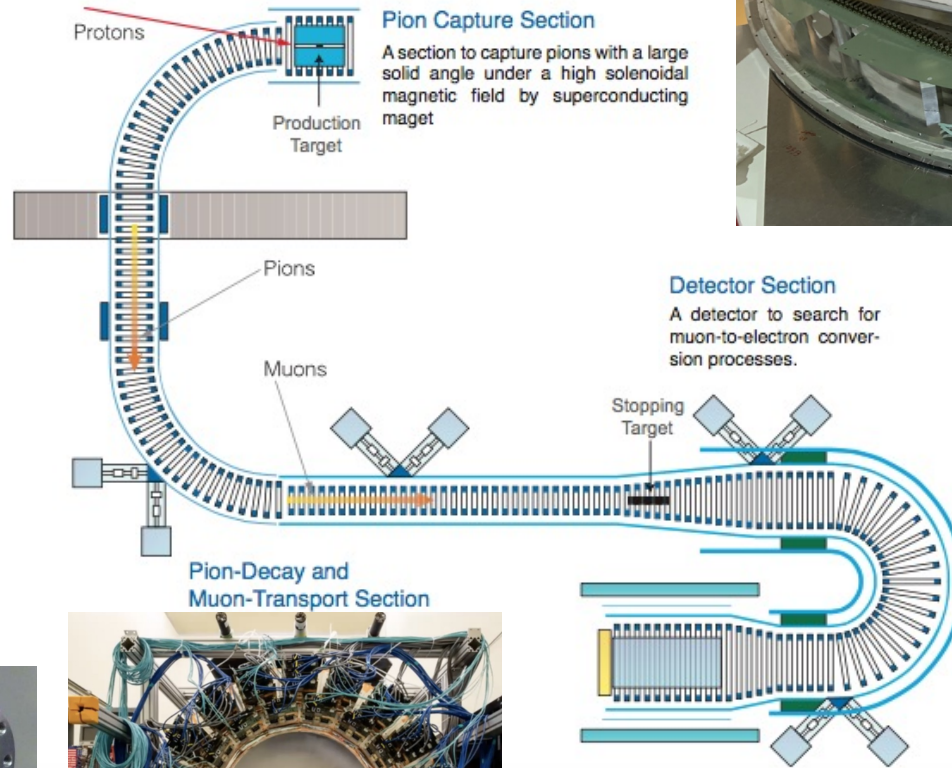 Protons
Pion Capture Section
A section to capture pions with a large
solid angle under a high solenoidal
magnetic field by superconducting
maget
Production
Target
Pions
Detector Section
A detector to search for
muon-to-electron conver-
sion processes.
Muons
Stopping
Target
Pion-Decay and
Muon-Transport Section